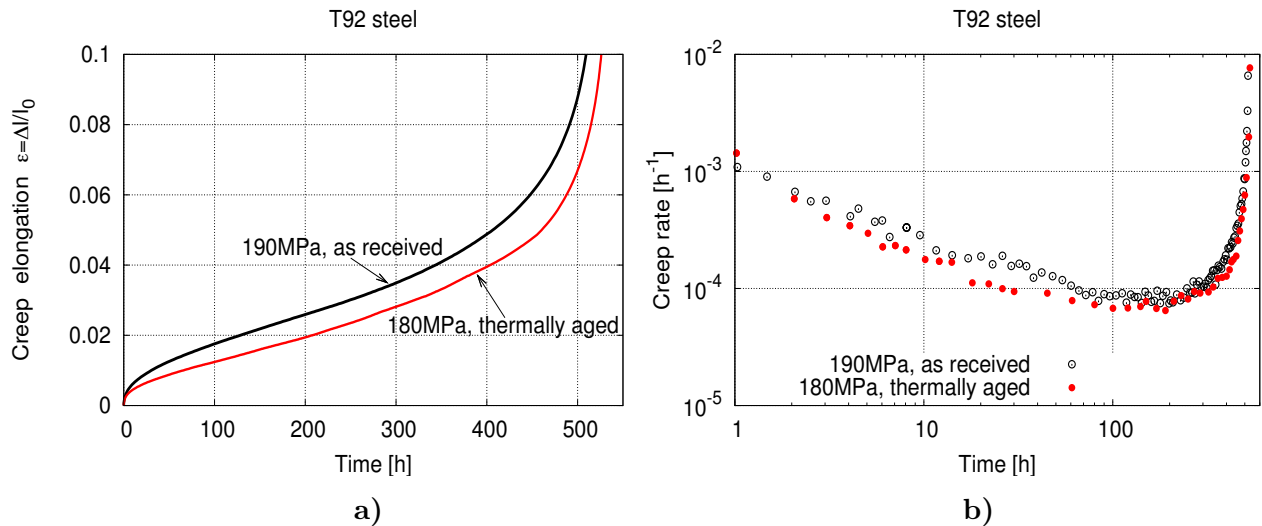 T92 steel
0.1
0.08
0.06
0.04
0.02
0
Creep elongation ε=Δl/l0
190MPa, as received
180MPa, thermally aged
0 100 200 300 400 500
Time [h]
a)
T92 steel
10-2
10-3
10-4
10-5
Creep rate [h-1]
190MPa, as received
180MPa, thermally aged
1 10 100
Time [h]
b)